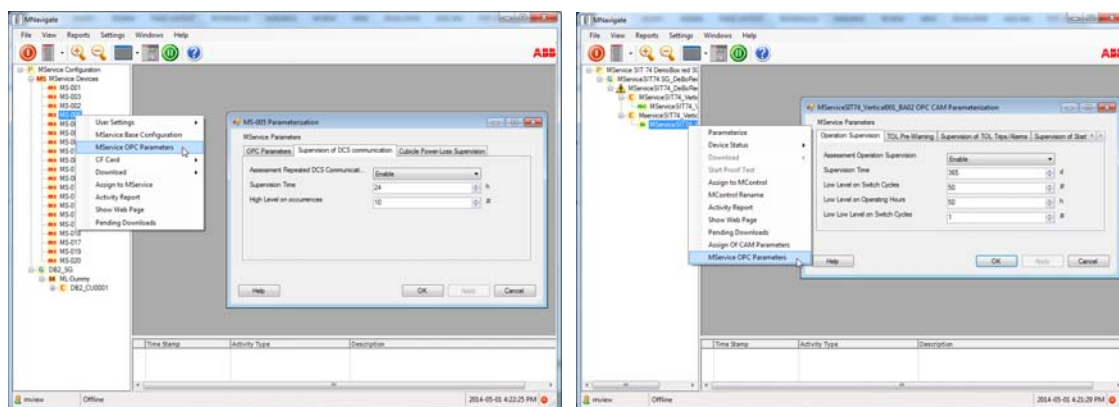 MNavigate
File View Reports Settings Windows Help
ABB
MService Configuration
MS MService Devices
MS-001
MS-003
MS-002
MS-017
MS-019
MS-020
DB2_SG
M ML-Dummy
C DB2_CU0001
User Settings
MService Base Configuration
MService OPC Parameters
CF Card
Download
Assign to MService
Activity Report
Show Web Page
Pending Downloads
MS-005 Parameterization
MService Parameters
OPC Parameters Supervision of DCS communication Cubicle Power-Loss Supervision
Assessment Repeated DCS Communicat... Enable
Supervision Time 24 h
High Level on occurrences 10 #
Help OK Apply Cancel
Time Stamp Activity Type Description
mview Offline 2014-05-01 4:22:25 PM
MNavigate
File View Reports Settings Windows Help
ABB
Parameterize
Device Status
Download
Start Proof Test
Assign to MControl
MControl Rename
Activity Report
Show Web Page
Pending Downloads
Assign Of CAM Parameters
MService OPC Parameters
MServiceSIT74_Vertical001_BA02 OPC CAM Parameterization
MService Parameters
Operation Supervision TOL Pre-Warning Supervision of TOL Trips/Alarms Supervision of Start
Assessment Operation Supervision Enable
Supervision Time 365 d
Low Level on Switch Cycles 50 #
Low Level on Operating Hours 50 h
Low Low Level on Switch Cycles 1 #
Help OK Apply Cancel
Time Stamp Activity Type Description
mview Offline 2014-05-01 4:21:29 PM